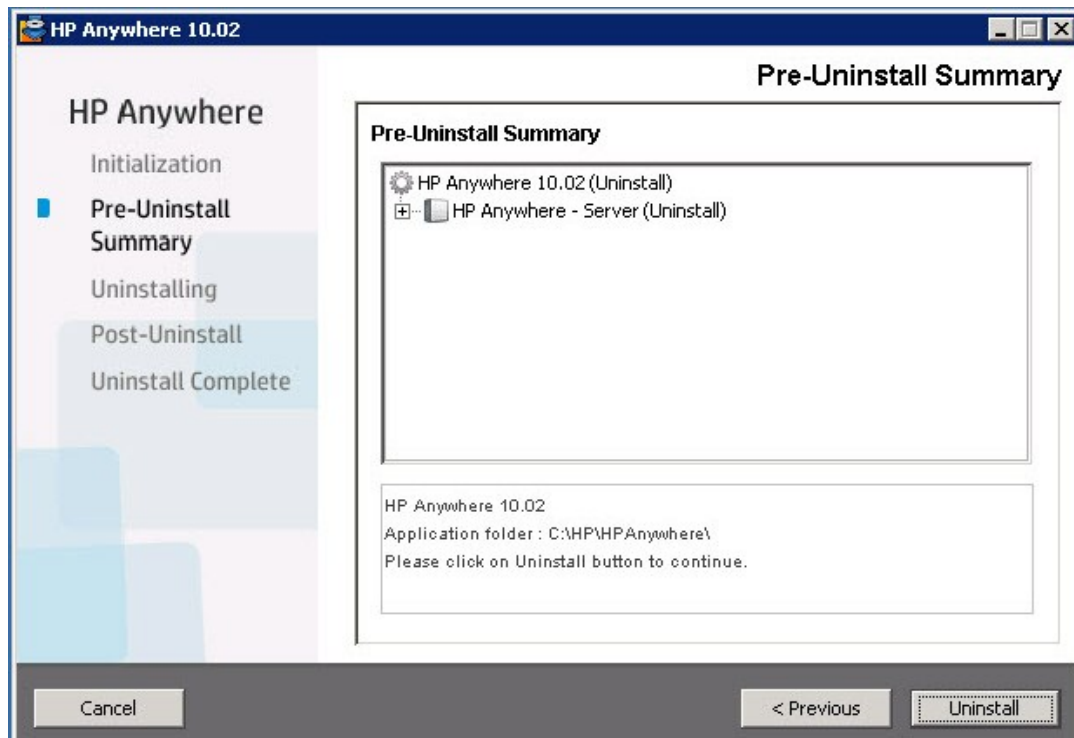 HP Anywhere 10.02
Pre-Uninstall Summary
HP Anywhere
Initialization
Pre-Uninstall
Summary
Uninstalling
Post-Uninstall
Uninstall Complete
Pre-Uninstall Summary
HP Anywhere 10.02 (Uninstall)
HP Anywhere - Server (Uninstall)
HP Anywhere 10.02
Application folder : C:\HP\HPAnywhere\
Please click on Uninstall button to continue.
Cancel
< Previous
Uninstall